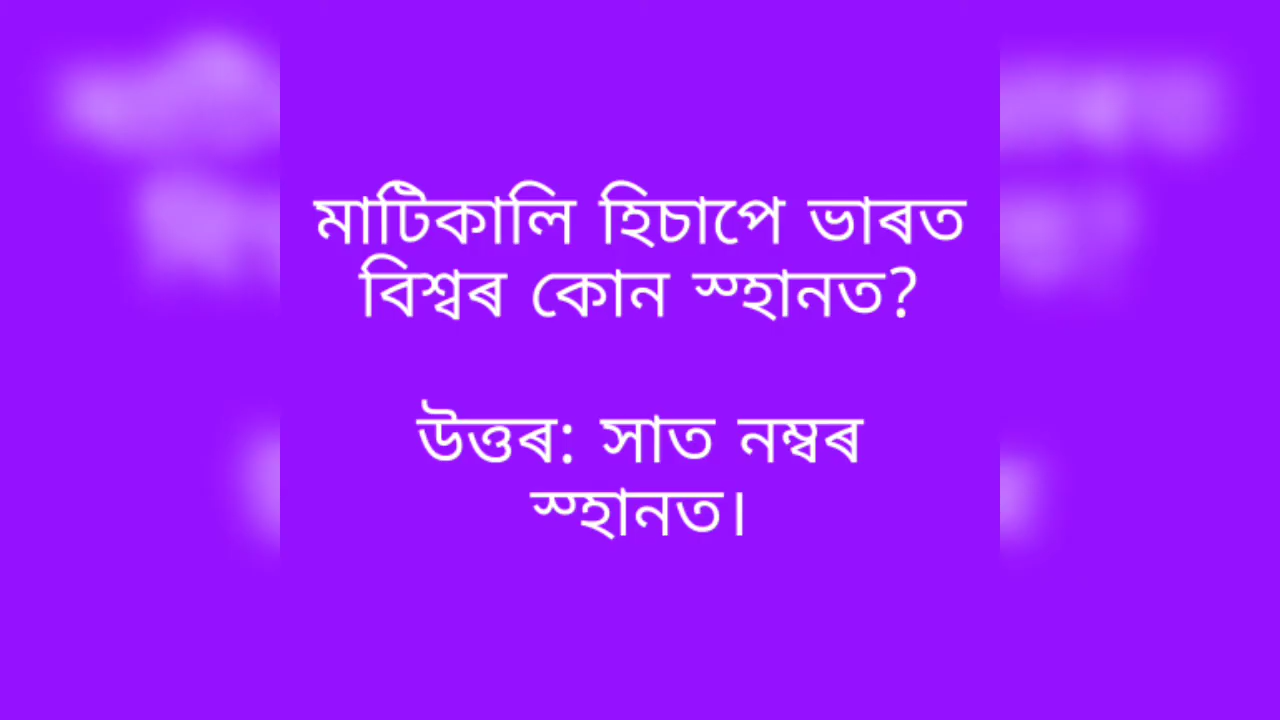 মাটিকালি হিচাপে ভাৰত
বিশ্বৰ কোন স্হানত?
উত্তৰ: সাত নম্বৰ
স্হানত।